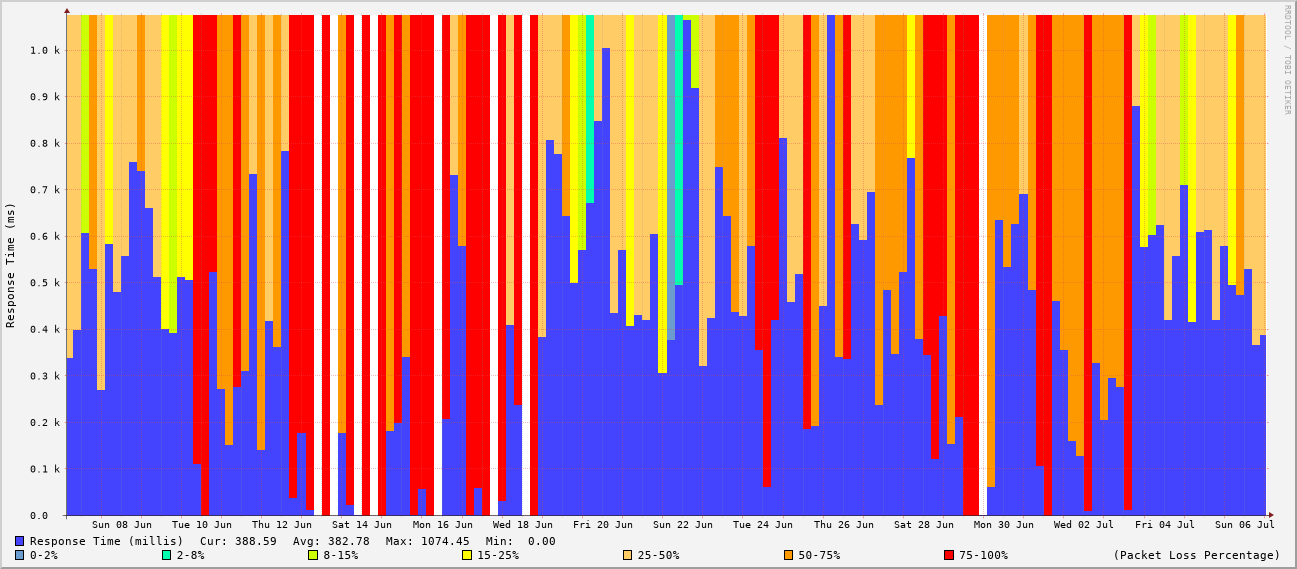 RRDTOOL / TOBI OETIKER
Response Time (ms)
1.0 k
0.9 k
0.8 k
0.7 k
0.6 k
0.5 k
0.4 k
0.3 k
0.2 k
0.1 k
0.0
Sun 08 Jun Tue 10 Jun Thu 12 Jun Sat 14 Jun Mon 16 Jun Wed 18 Jun Fri 20 Jun Sun 22 Jun Tue 24 Jun Thu 26 Jun Sat 28 Jun Mon 30 Jun Wed 02 Jul Fri 04 Jul Sun 06 Jul
Response Time (millis) Cur: 388.59 Avg: 382.78 Max: 1074.45 Min: 0.00
0-2% 2-8% 8-15% 15-25% 25-50% 50-75% 75-100% (Packet Loss Percentage)